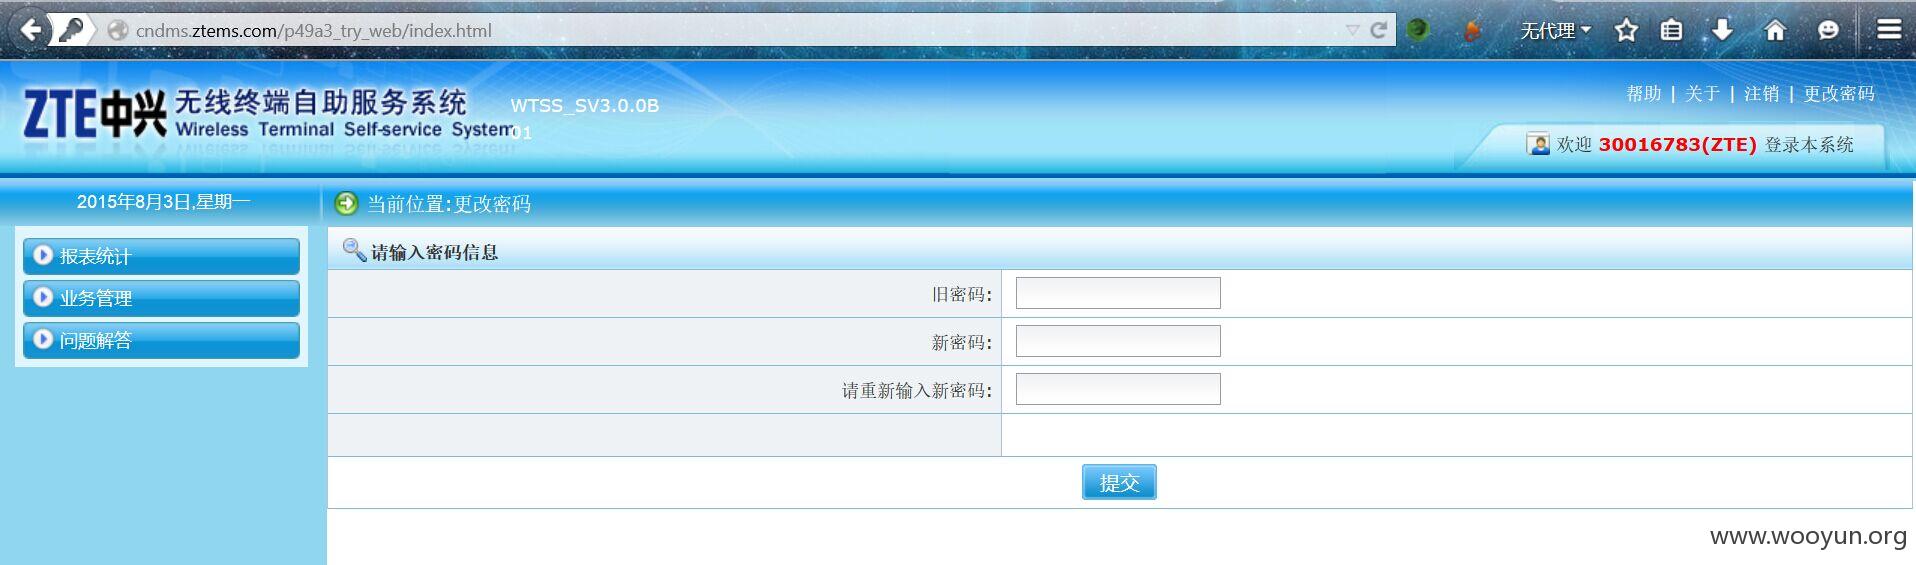 cndms.ztems.com/p49a3_try_web/index.html
无代理
ZTE中兴 无线终端自助服务系统
Wireless Terminal Self-service System
WTSS_SV3.0.0B
01
帮助 | 关于 | 注销 | 更改密码
欢迎 30016783(ZTE) 登录本系统
2015年8月3日,星期一
当前位置:更改密码
报表统计
业务管理
问题解答
请输入密码信息
旧密码:
新密码:
请重新输入新密码:
提交
www.wooyun.org